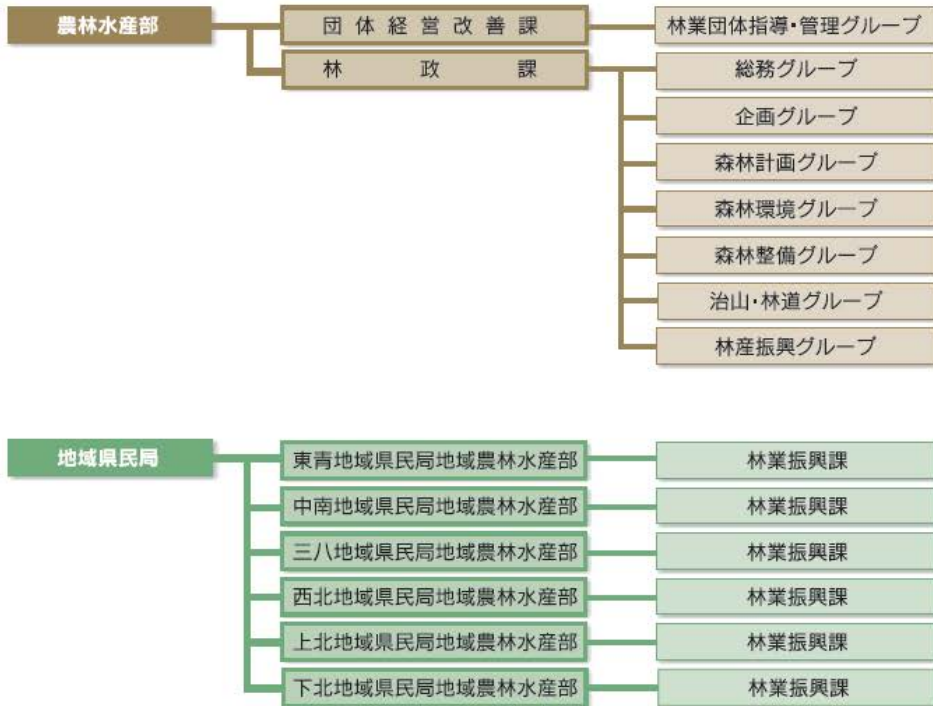 農林水産部
団体経営改善課
林業団体指導・管理グループ
林政課
総務グループ
企画グループ
森林計画グループ
森林環境グループ
森林整備グループ
治山・林道グループ
林産振興グループ
地域県民局
東青地域県民局地域農林水産部
林業振興課
中南地域県民局地域農林水産部
林業振興課
三八地域県民局地域農林水産部
林業振興課
西北地域県民局地域農林水産部
林業振興課
上北地域県民局地域農林水産部
林業振興課
下北地域県民局地域農林水産部
林業振興課